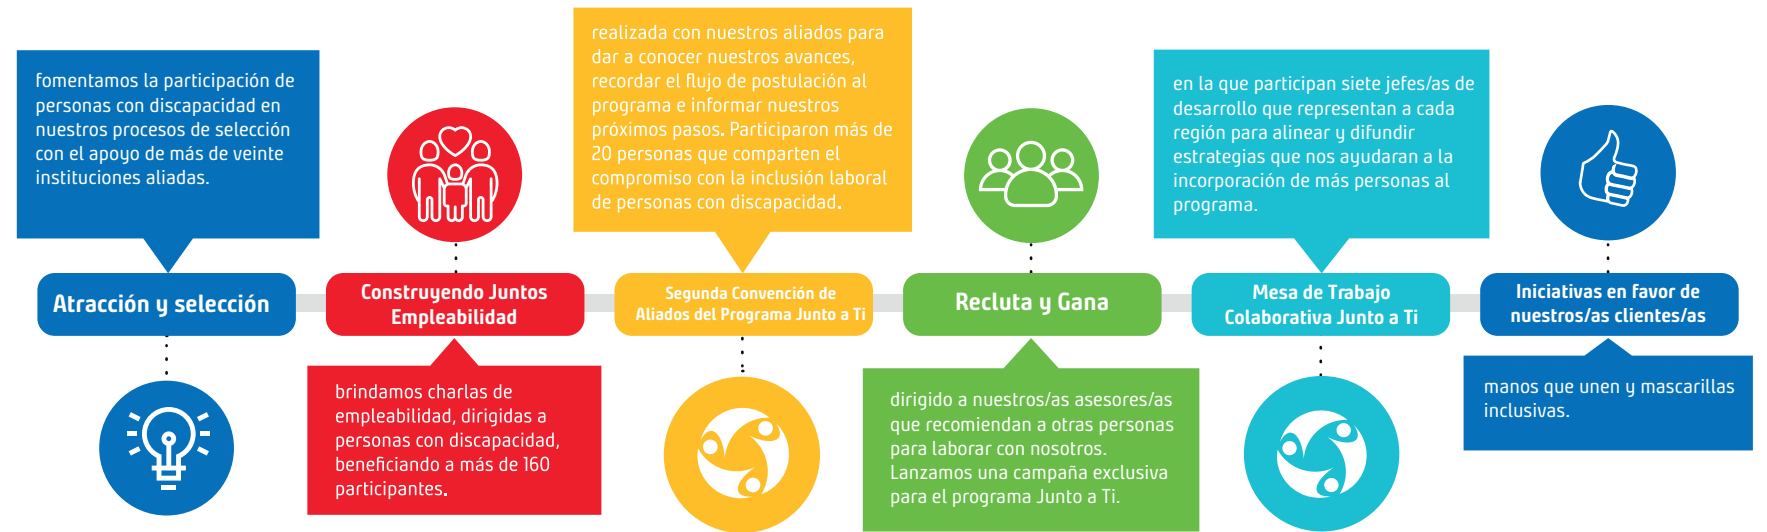 fomentamos la participación de
personas con discapacidad en
nuestros procesos de selección
con el apoyo de más de veinte
instituciones aliadas.
Atracción y selección
Construyendo Juntos
Empleabilidad
brindamos charlas de
empleabilidad, dirigidas a
personas con discapacidad,
beneficiando a más de 160
participantes.
realizada con nuestros aliados para
dar a conocer nuestros avances,
recordar el flujo de postulación al
programa e informar nuestros
próximos pasos. Participaron más de
20 personas que comparten el
compromiso con la inclusión laboral
de personas con discapacidad.
Segunda Convención de
Aliados del Programa Junto a Ti
Recluta y Gana
dirigido a nuestros/as asesores/as
que recomiendan a otras personas
para laborar con nosotros.
Lanzamos una campaña exclusiva
para el programa Junto a Ti.
en la que participan siete jefes/as de
desarrollo que representan a cada
región para alinear y difundir
estrategias que nos ayudaran a la
incorporación de más personas al
programa.
Mesa de Trabajo
Colaborativa Junto a Ti
Iniciativas en favor de
nuestros/as clientes/as
manos que unen y mascarillas
inclusivas.